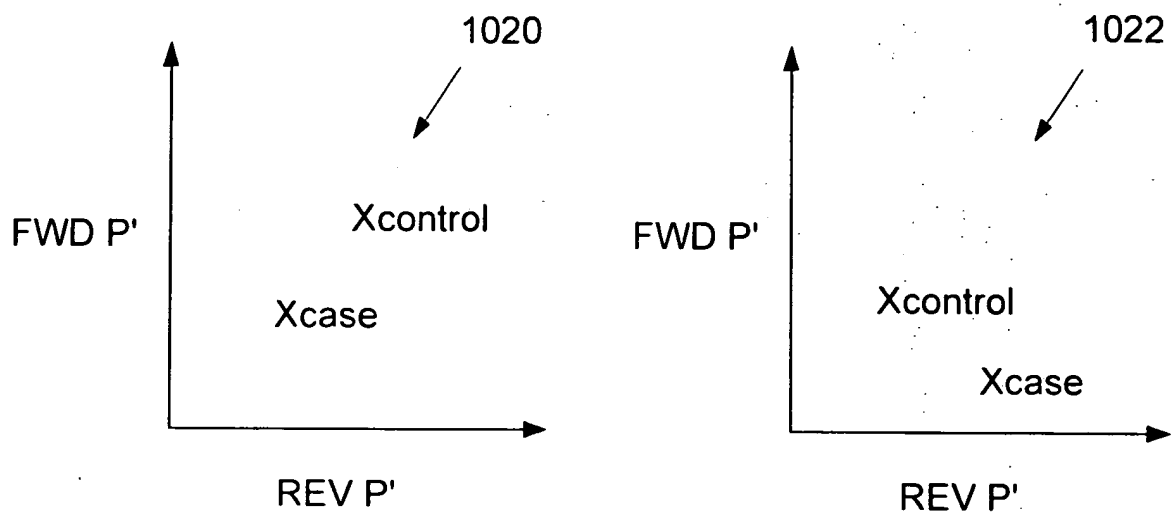 1020
FWD P'
Xcontrol
Xcase
REV P'
1022
FWD P'
Xcontrol
Xcase
REV P'